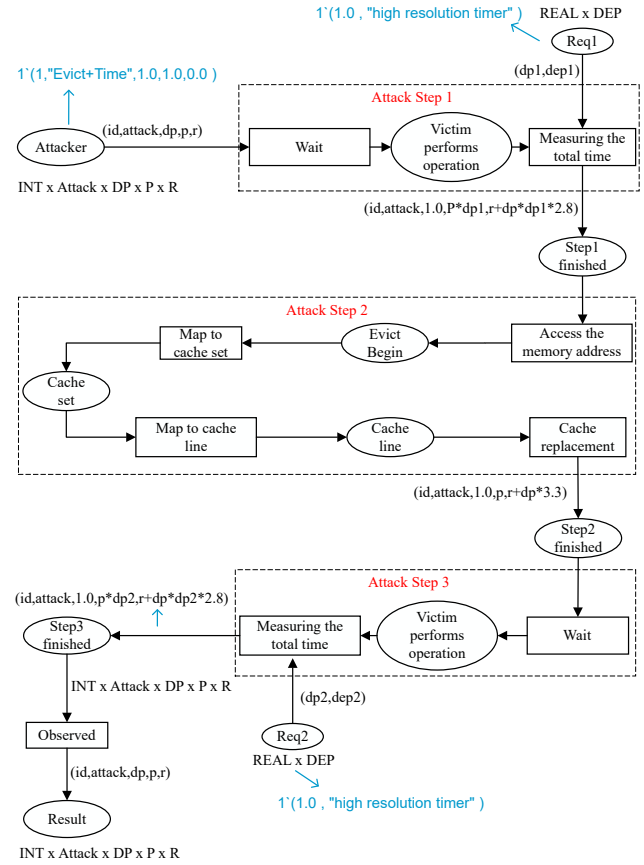 1`(1.0 , "high resolution timer" )
REAL x DEP
Req1
1`(1,"Evict+Time",1.0,1.0,0.0 )
(dp1,dep1)
Attack Step 1
(id,attack,dp,p,r)
Attacker
Wait
Victim
performs
operation
Measuring the
total time
INT x Attack x DP x P x R
(id,attack,1.0,P*dp1,r+dp*dp1*2.8)
Step1
finished
Attack Step 2
Map to
cache set
Evict
Begin
Access the
memory address
Cache
set
Map to cache
line
Cache
line
Cache
replacement
(id,attack,1.0,p,r+dp*3.3)
Step2
finished
Attack Step 3
(id,attack,1.0,p*dp2,r+dp*dp2*2.8)
Step3
finished
Measuring the
total time
Victim
performs
operation
Wait
INT x Attack x DP x P x R
(dp2,dep2)
Observed
Req2
REAL x DEP
(id,attack,dp,p,r)
1`(1.0 , "high resolution timer" )
Result
INT x Attack x DP x P x R